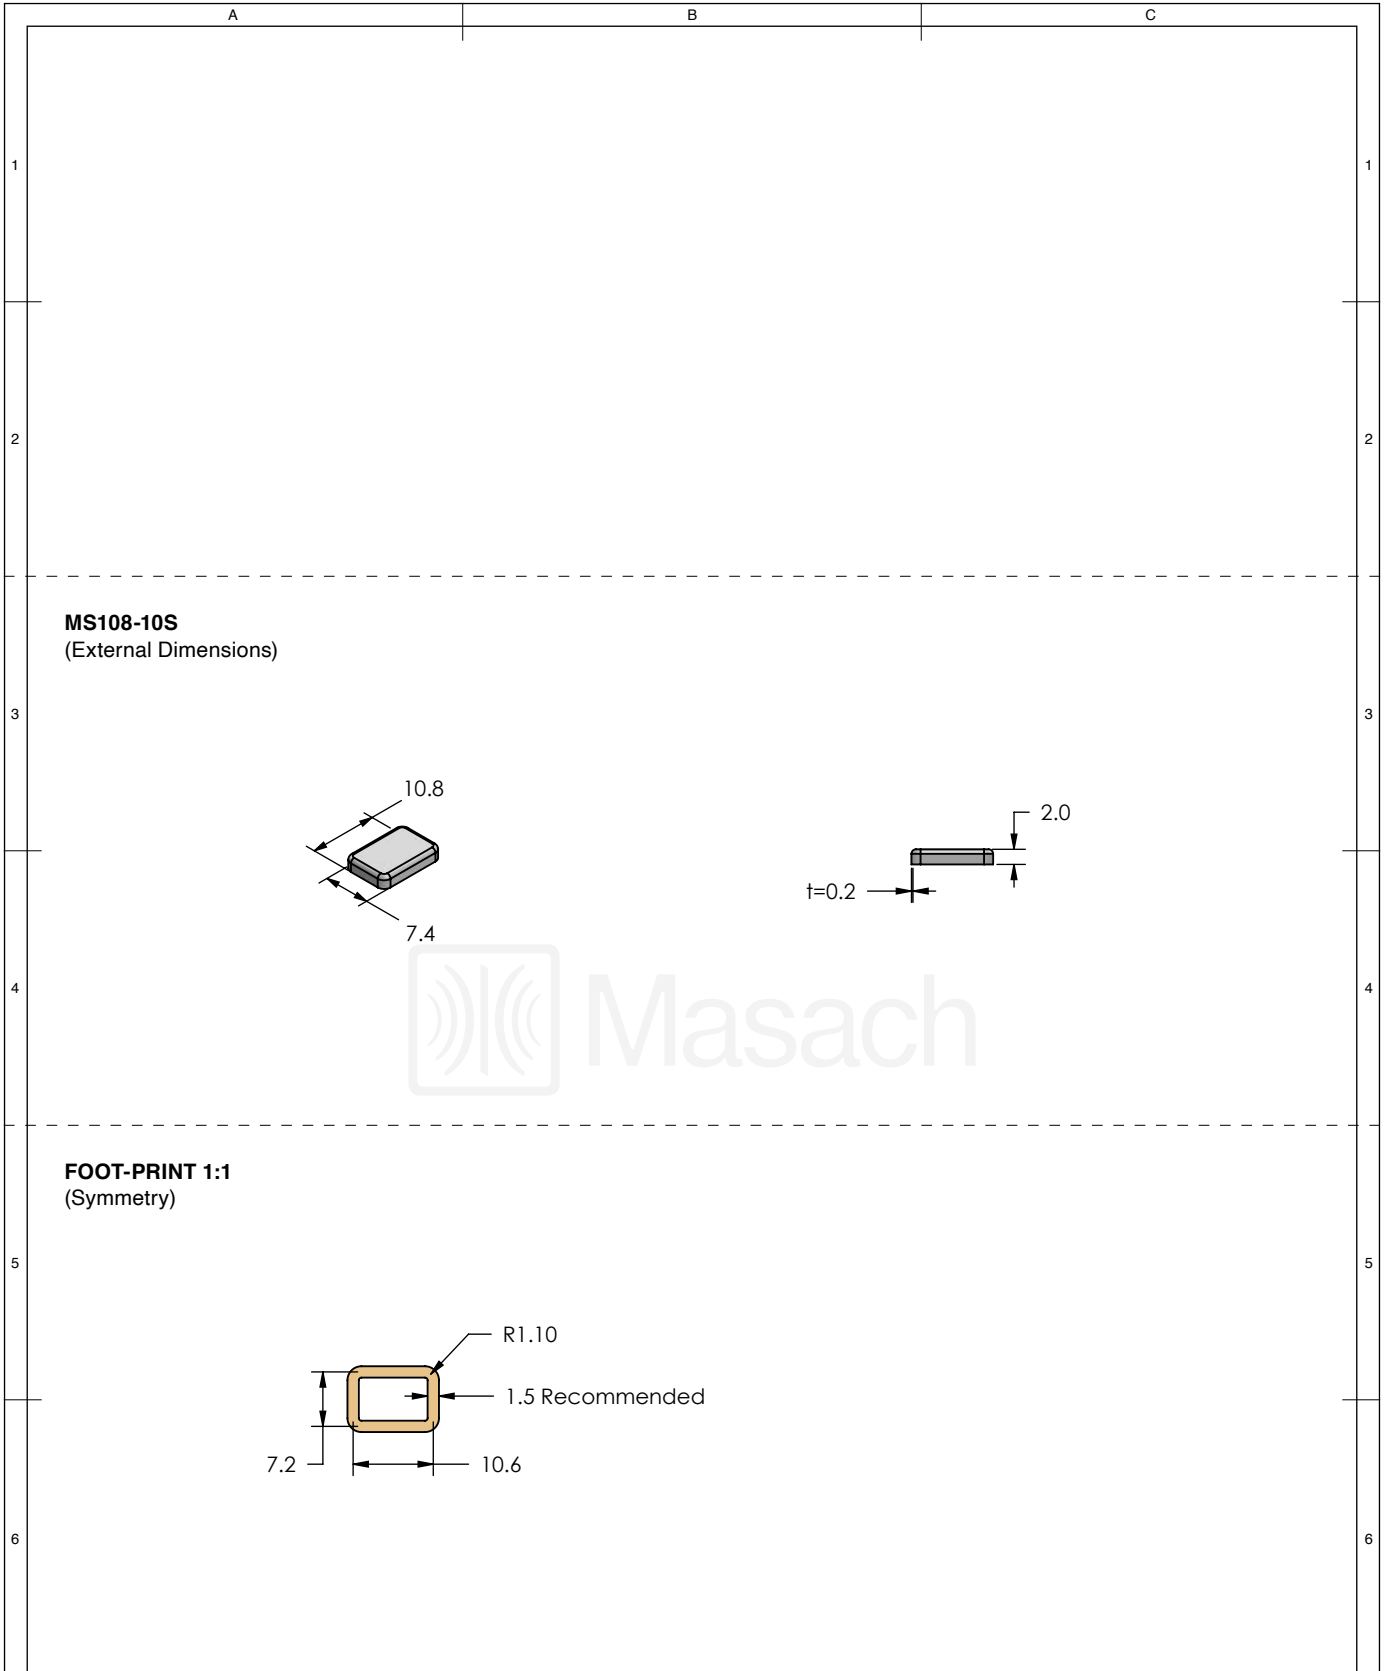 A B C
1 1
2 2
MS108-10S
(External Dimensions)
3 3
10.8
2.0
t=0.2
7.4
Masach
4 4
FOOT-PRINT 1:1
(Symmetry)
5 5
R1.10
1.5 Recommended
7.2 10.6
6 6